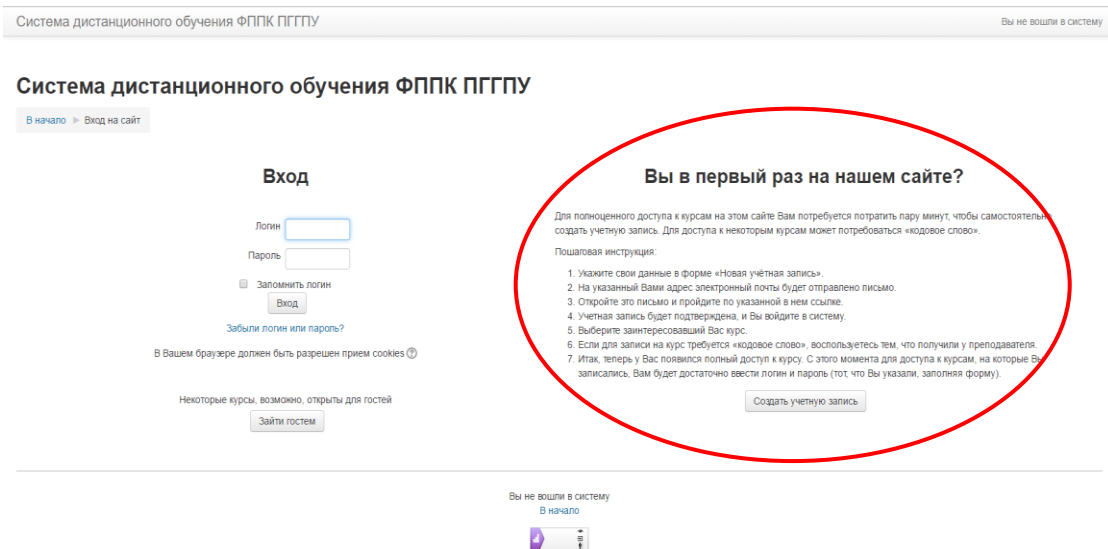 Система дистанционного обучения ФППК ПГГПУ
Вы не вошли в систему
Система дистанционного обучения ФППК ПГГПУ
В начало ► Вход на сайт
Вход
Логин
Пароль
Запомнить логин
Вход
Забыли логин или пароль?
В Вашем браузере должен быть разрешен прием cookies
Некоторые курсы, возможно, открыты для гостей
Зайти гостем
Вы в первый раз на нашем сайте?
Для полноценного доступа к курсам на этом сайте Вам потребуется потратить пару минут, чтобы самостоятельно
создать учетную запись. Для доступа к некоторым курсам может потребоваться «кодовое слово».
Пошаговая инструкция:
1. Укажите свои данные в форме «Новая учётная запись».
2. На указанный Вами адрес электронной почты будет отправлено письмо.
3. Откройте это письмо и пройдите по указанной в нем ссылке.
4. Учетная запись будет подтверждена, и Вы войдите в систему.
5. Выберите заинтересовавший Вас курс.
6. Если для записи на курс требуется «кодовое слово», воспользуетесь тем, что получили у преподавателя.
7. Итак, теперь у Вас появился полный доступ к курсу. С этого момента для доступа к курсам, на которые Вы
записались, Вам будет достаточно ввести логин и пароль (тот, что Вы указали, заполняя форму).
Создать учетную запись
Вы не вошли в систему
В начало